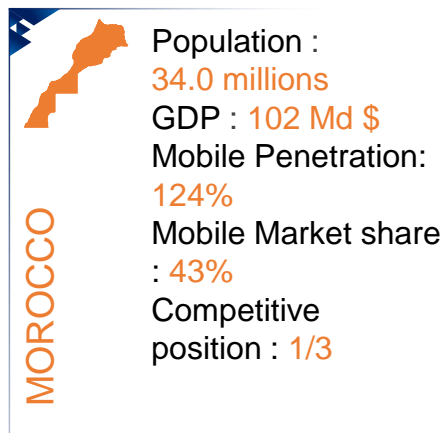 Population :
34.0 millions
GDP : 102 Md $
Mobile Penetration:
124%
Mobile Market share
: 43%
Competitive
position : 1/3
MOROCCO